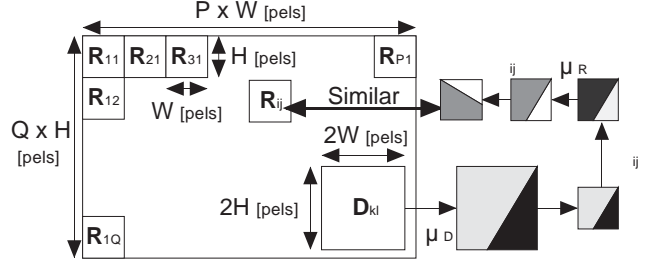 P x W [pels]
R11 R21 R31 H [pels] RP1
R12 W [pels] Rij Similar ij μ R
Q x H
[pels]
2W [pels]
ij
2H [pels] Dkl
μ D
R1Q